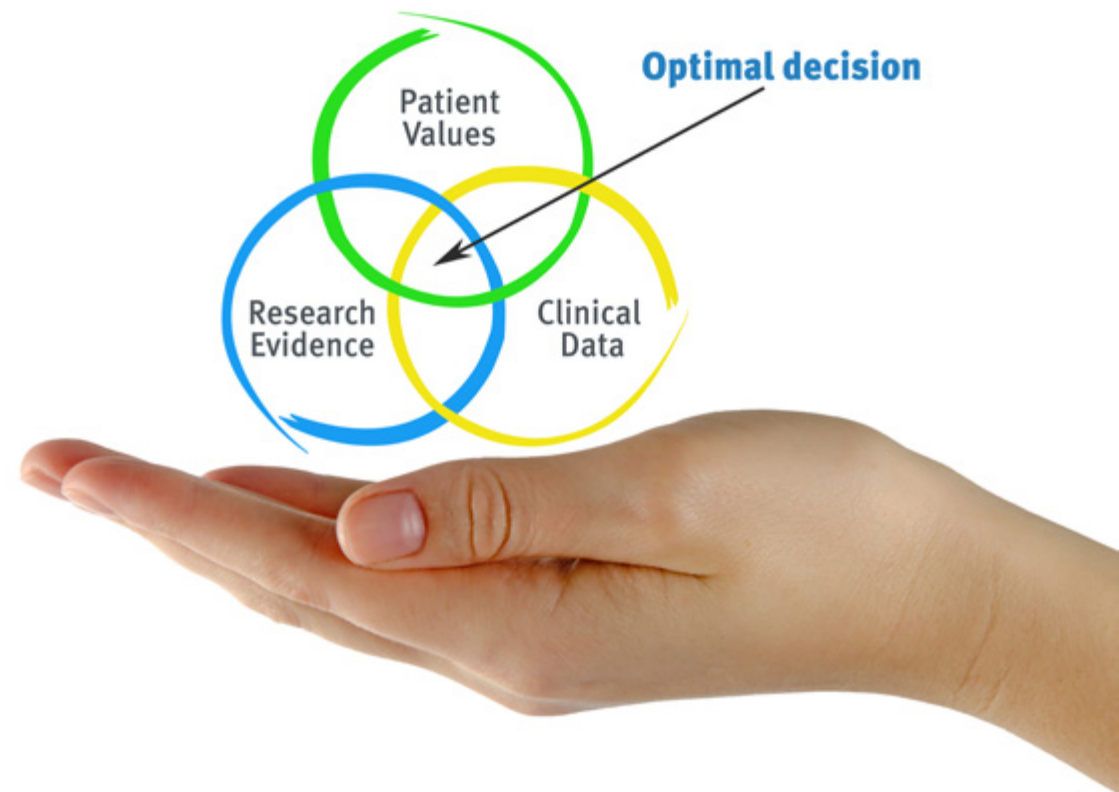 Optimal decision
Patient
Values
Research
Evidence
Clinical
Data